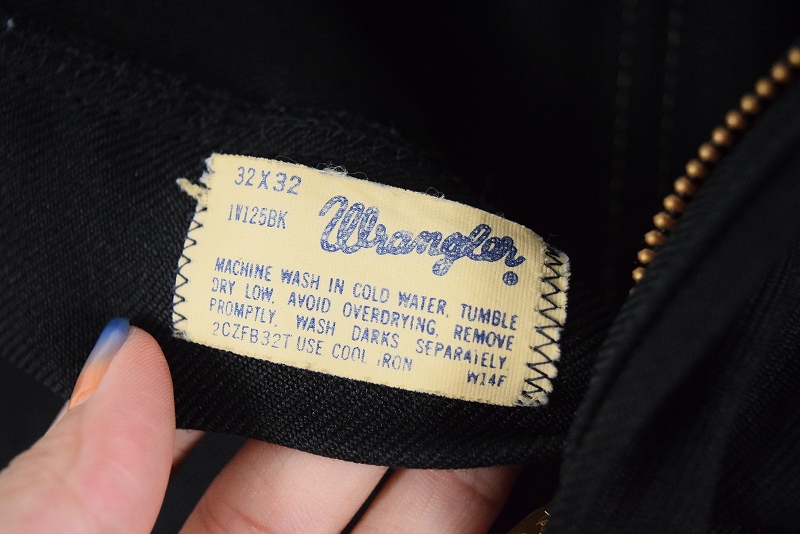 32X32
1W125BK
Wrangler®
MACHINE WASH IN COLD WATER, TUMBLE
DRY LOW, AVOID OVERDRYING, REMOVE
PROMPTLY, WASH DARKS SEPARATELY,
2CZFB32T USE COOL IRON
W14F